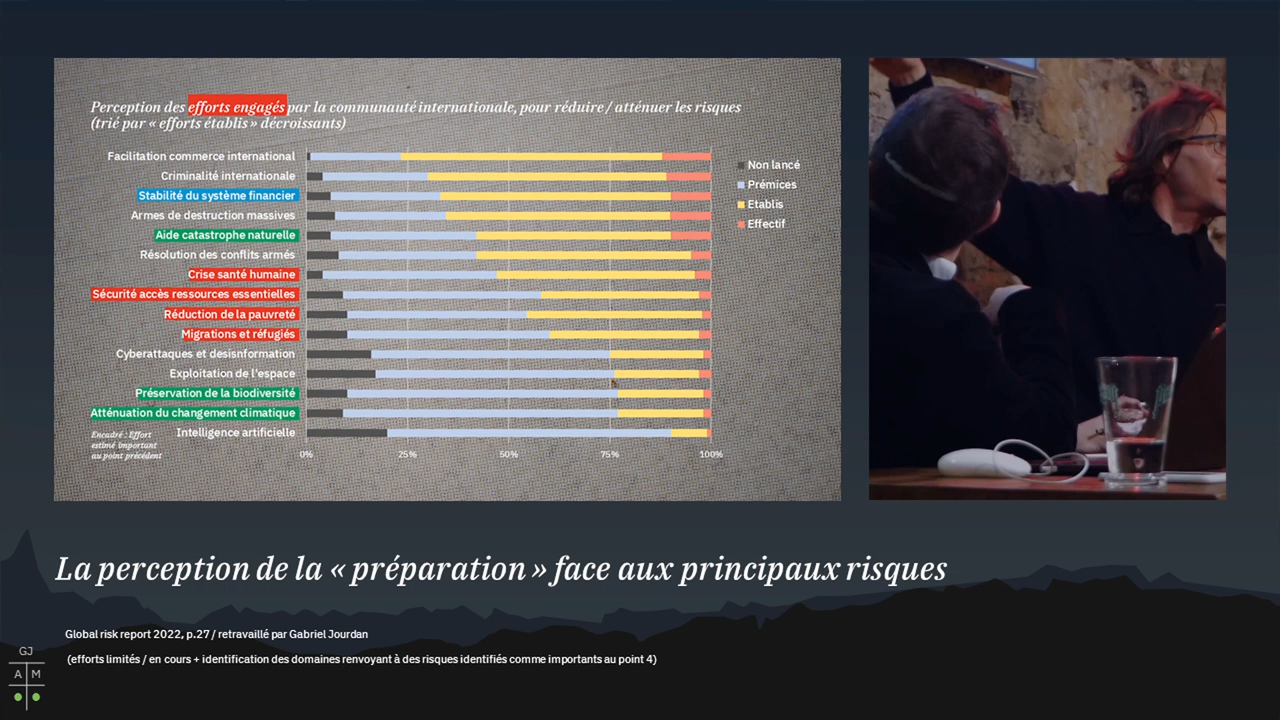 Perception des efforts engagés par la communauté internationale, pour réduire / atténuer les risques
(trié par « efforts établis » décroissants)
Facilitation commerce international
Criminalité internationale
Stabilité du système financier
Armes de destruction massives
Aide catastrophe naturelle
Résolution des conflits armés
Crise santé humaine
Sécurité accès ressources essentielles
Réduction de la pauvreté
Migrations et réfugiés
Cyberattaques et desisnformation
Exploitation de l'espace
Préservation de la biodiversité
Atténuation du changement climatique
Intelligence artificielle
Encadré : Effort
estimé important
au point précédent
0% 25% 50% 75% 100%
Non lancé
Prémices
Etablis
Effectif
La perception de la « préparation » face aux principaux risques
Global risk report 2022, p.27 / retravaillé par Gabriel Jourdan
(efforts limités / en cours + identification des domaines renvoyant à des risques identifiés comme importants au point 4)
GJ
A M